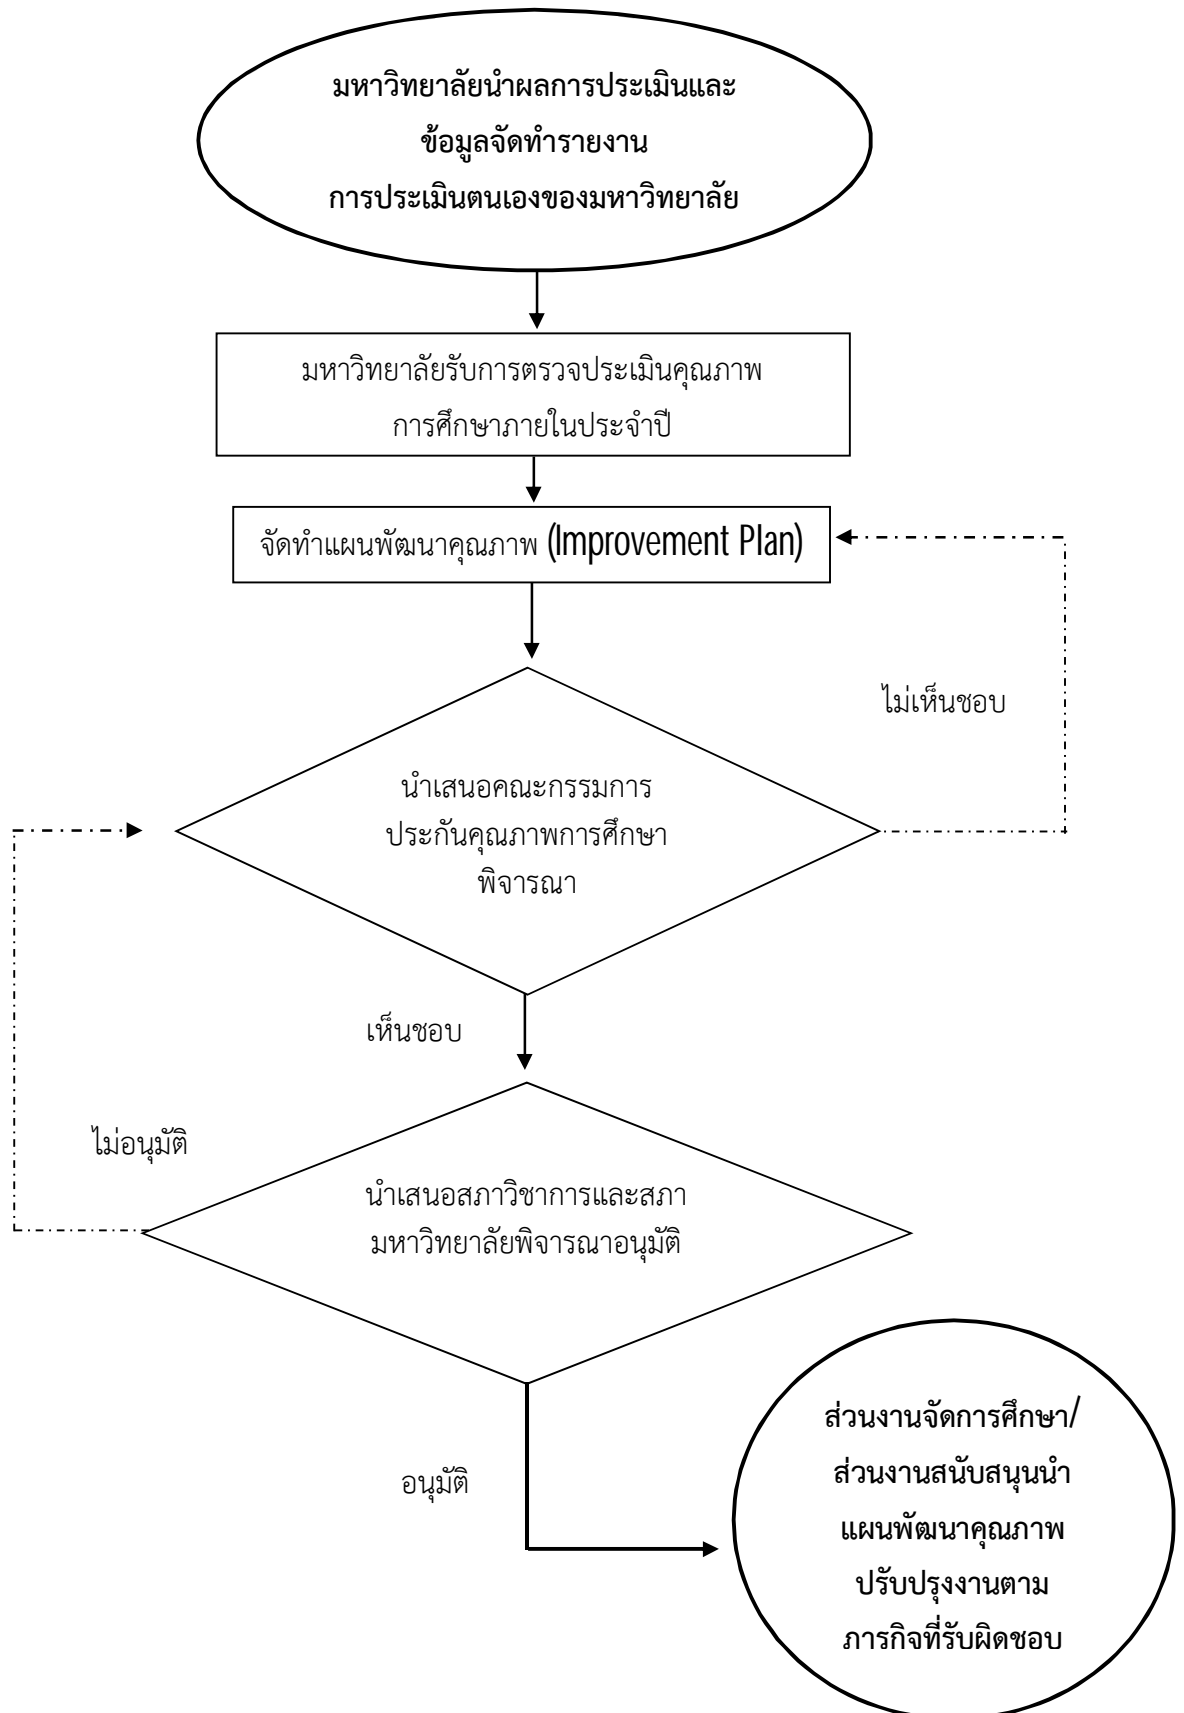 มหาวิทยาลัยนำผลการประเมินและ
ข้อมูลจัดทำรายงาน
การประเมินตนเองของมหาวิทยาลัย
มหาวิทยาลัยรับการตรวจประเมินคุณภาพ
การศึกษาภายในประจำปี
จัดทำแผนพัฒนาคุณภาพ (Improvement Plan)
ไม่เห็นชอบ
นำเสนอคณะกรรมการ
ประกันคุณภาพการศึกษา
พิจารณา
เห็นชอบ
ไม่อนุมัติ
นำเสนอสภาวิชาการและสภา
มหาวิทยาลัยพิจารณาอนุมัติ
อนุมัติ
ส่วนงานจัดการศึกษา/
ส่วนงานสนับสนุนนำ
แผนพัฒนาคุณภาพ
ปรับปรุงงานตาม
ภารกิจที่รับผิดชอบ